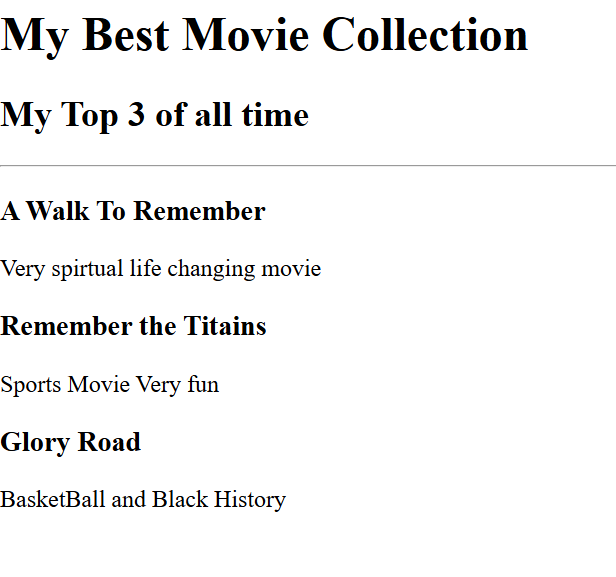 My Best Movie Collection
My Top 3 of all time
A Walk To Remember
Very spirtual life changing movie
Remember the Titains
Sports Movie Very fun
Glory Road
BasketBall and Black History